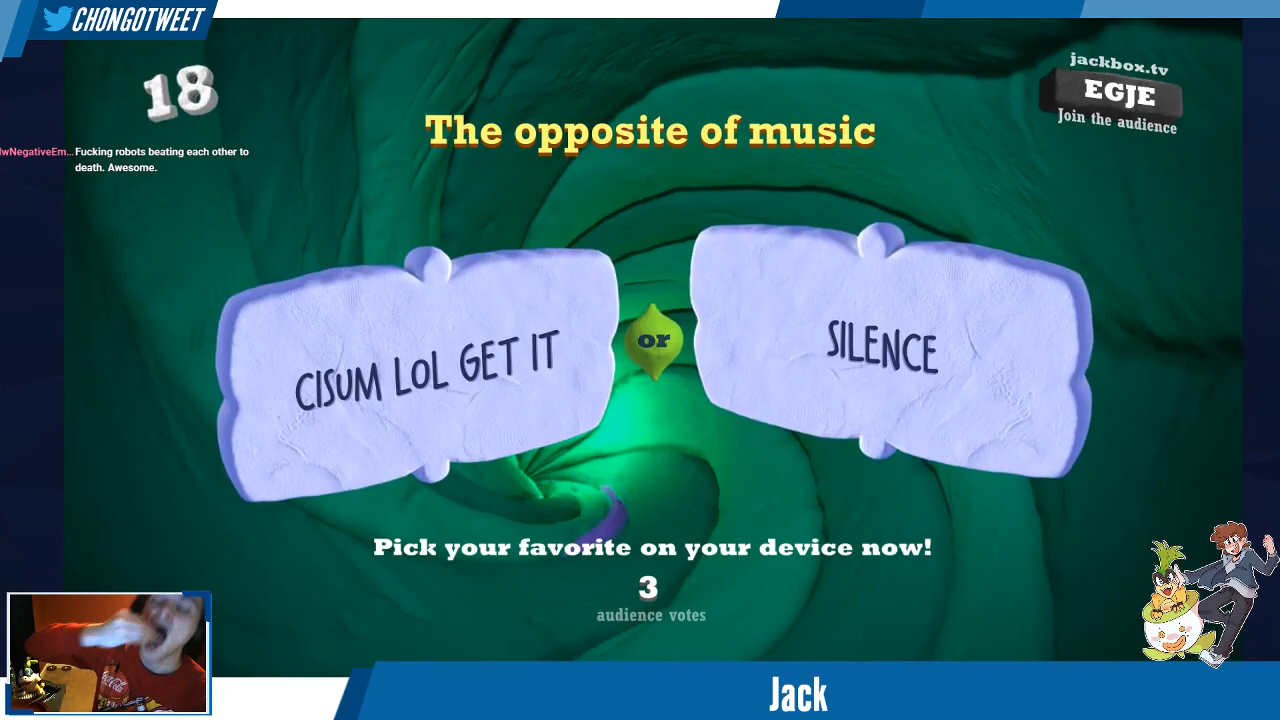 CHONGOTWEET
18
jackbox.tv
EGJE
Join the audience
The opposite of music
wNegativeEm... Fucking robots beating each other to
death. Awesome.
CISUM LOL GET IT
or
SILENCE
Pick your favorite on your device now!
3
audience votes
Coca-Cola
Jack